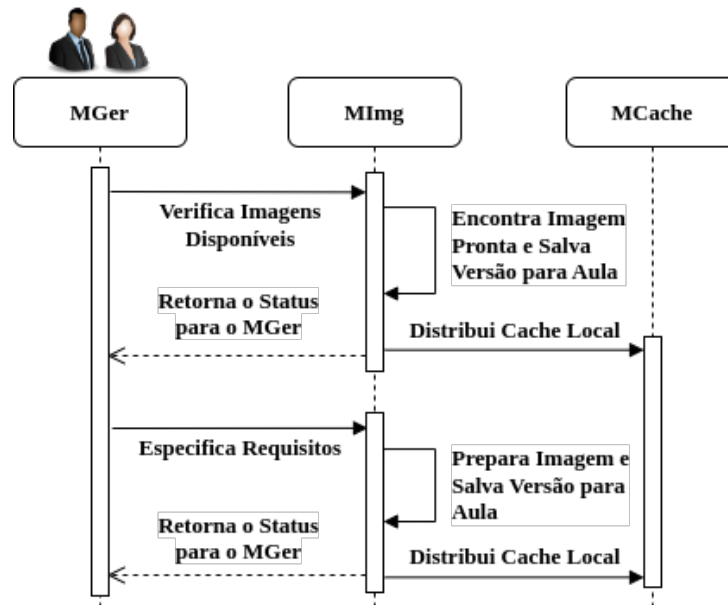 MGer
MImg
MCache
Verifica Imagens
Disponíveis
Encontra Imagem
Pronta e Salva
Versão para Aula
Retorna o Status
para o MGer
Distribui Cache Local
Especifica Requisitos
Prepara Imagem e
Salva Versão para
Aula
Retorna o Status
para o MGer
Distribui Cache Local